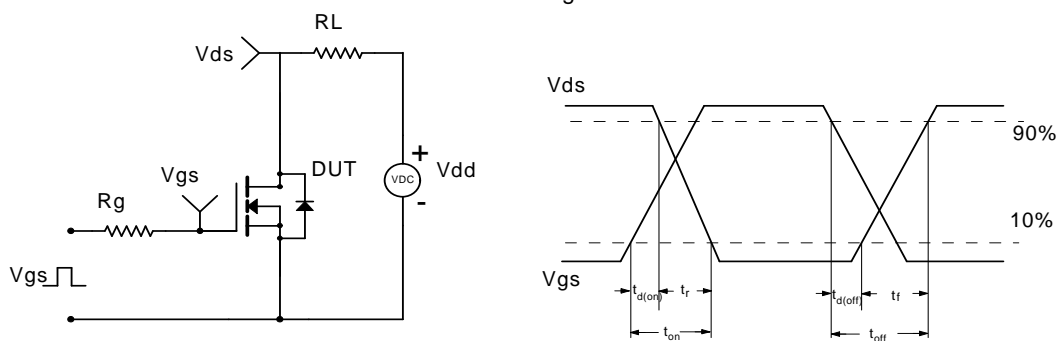 RL
Vds
Vgs
DUT
VDC
+
-
Vdd
Rg
Vgs
Vds
90%
10%
Vgs
td(on)
tr
td(off)
tf
ton
toff